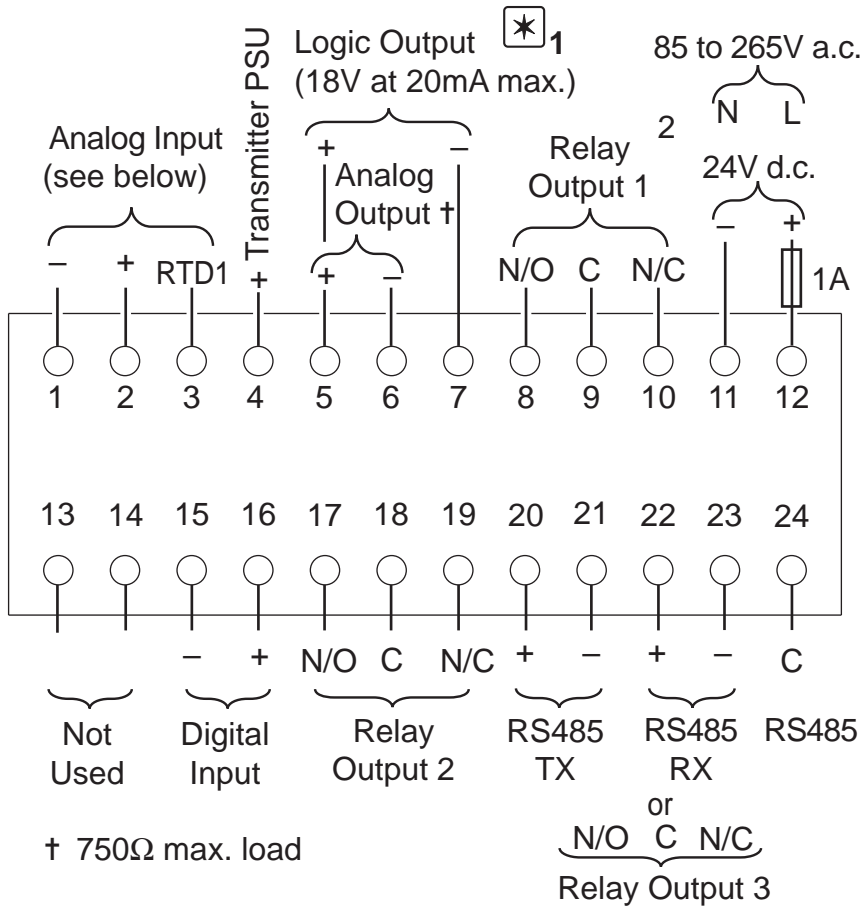 Logic Output ✶ 1
(18V at 20mA max.)
85 to 265V a.c.
N L
2
24V d.c.
– +
1A
Transmitter PSU
+
Analog Input
(see below)
– + RTD1
+ –
Analog
Output †
+ –
Relay
Output 1
N/O C N/C
1 2 3 4 5 6 7 8 9 10 11 12
13 14 15 16 17 18 19 20 21 22 23 24
– + N/O C N/C + – + – C
Not
Used
Digital
Input
Relay
Output 2
RS485
TX
RS485
RX
RS485
or
N/O C N/C
Relay Output 3
† 750Ω max. load